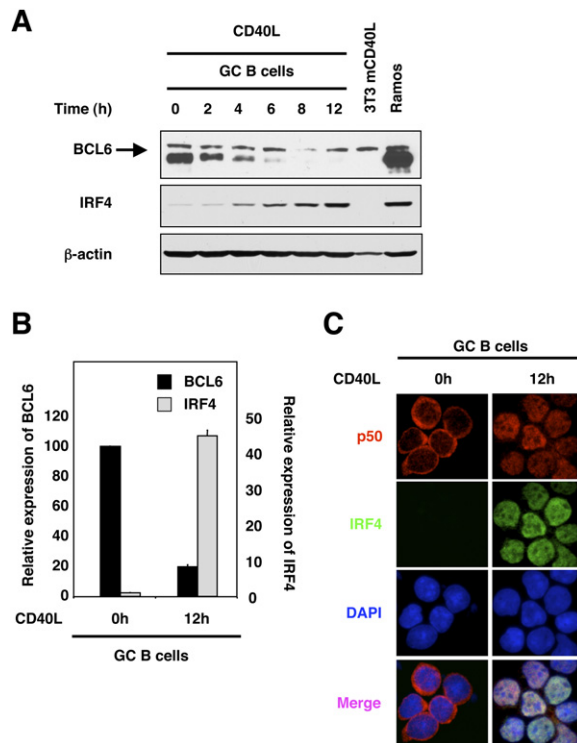 A
CD40L
GC B cells
3T3 mCD40L
Ramos
Time (h) 0 2 4 6 8 12
BCL6
IRF4
β-actin
B
BCL6
IRF4
Relative expression of BCL6
120
100
80
60
40
20
0
Relative expression of IRF4
50
40
30
20
10
0
CD40L 0h 12h
GC B cells
C
GC B cells
CD40L 0h 12h
p50
IRF4
DAPI
Merge